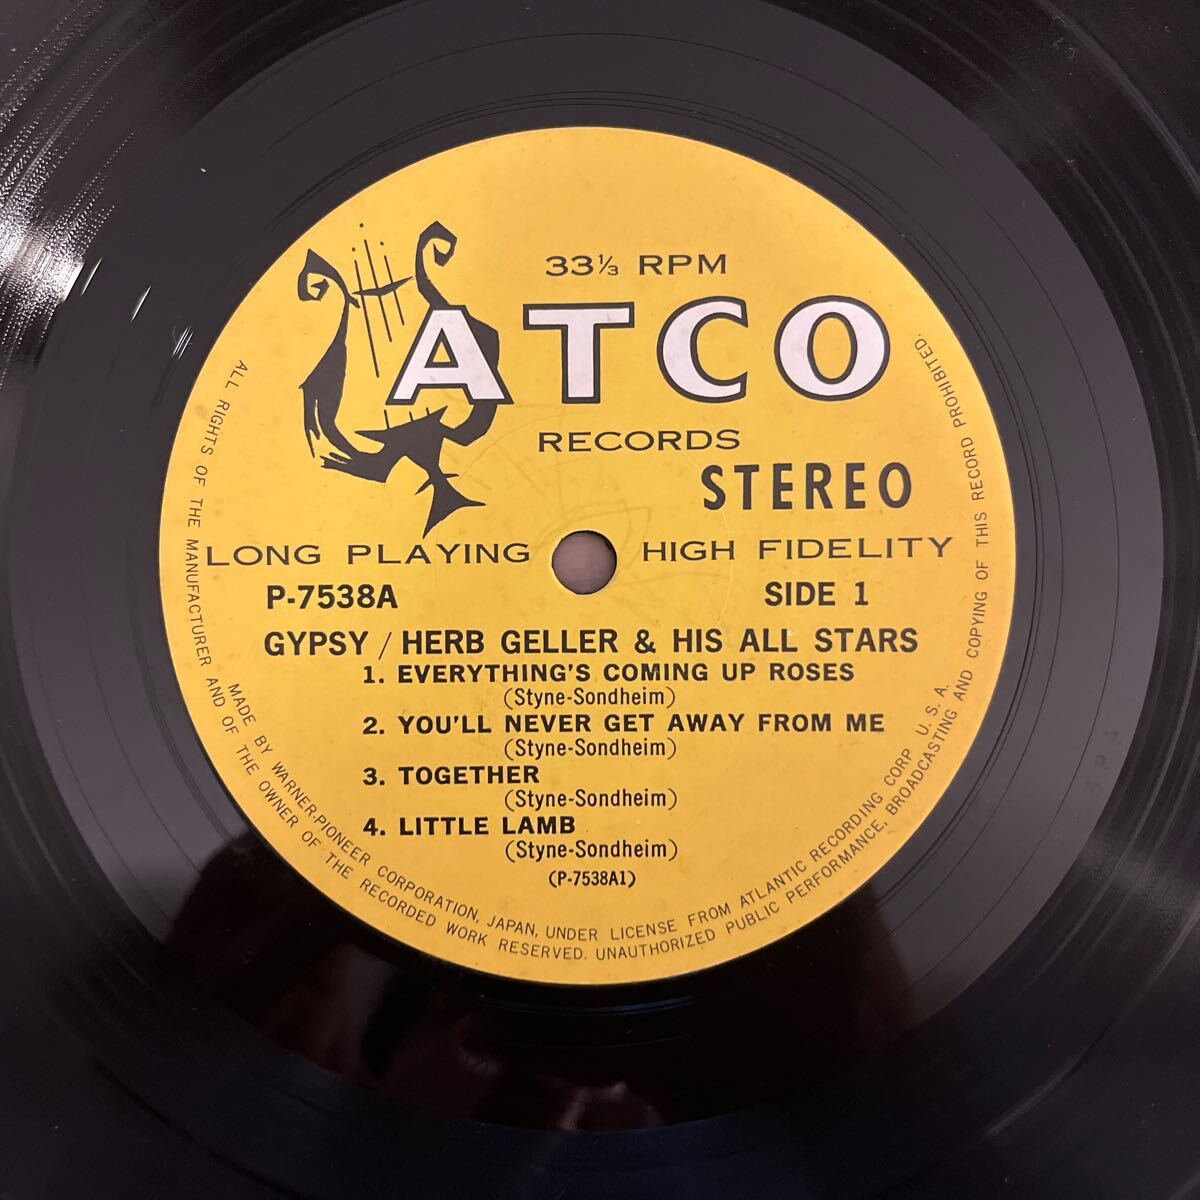 33⅓ RPM
ATCO
RECORDS
STEREO
LONG PLAYING HIGH FIDELITY
P-7538A SIDE 1
GYPSY / HERB GELLER & HIS ALL STARS
1. EVERYTHING'S COMING UP ROSES
(Styne-Sondheim)
2. YOU'LL NEVER GET AWAY FROM ME
(Styne-Sondheim)
3. TOGETHER
(Styne-Sondheim)
4. LITTLE LAMB
(Styne-Sondheim)
(P-7538A1)
MADE BY WARNER-PIONEER CORPORATION, JAPAN, UNDER LICENSE FROM ATLANTIC RECORDING CORP U. S. A.
ALL RIGHTS OF THE MANUFACTURER AND OF THE OWNER OF THE RECORDED WORK RESERVED. UNAUTHORIZED PUBLIC PERFORMANCE, BROADCASTING AND COPYING OF THIS RECORD PROHIBITED.